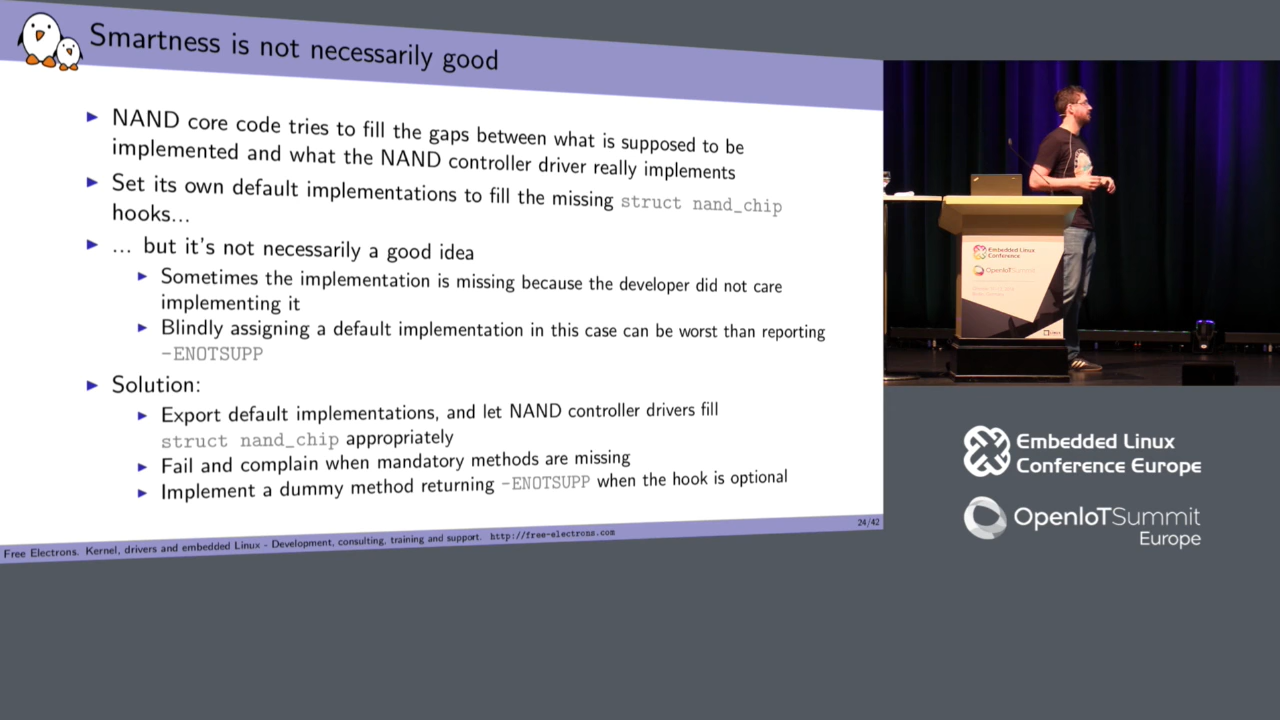 Smartness is not necessarily good
NAND core code tries to fill the gaps between what is supposed to be
implemented and what the NAND controller driver really implements
Set its own default implementations to fill the missing struct nand_chip
hooks...
... but it's not necessarily a good idea
Sometimes the implementation is missing because the developer did not care
implementing it
Blindly assigning a default implementation in this case can be worst than reporting
-ENOTSUPP
Solution:
Export default implementations, and let NAND controller drivers fill
struct nand_chip appropriately
Fail and complain when mandatory methods are missing
Implement a dummy method returning -ENOTSUPP when the hook is optional
24/42
Free Electrons. Kernel, drivers and embedded Linux - Development, consulting, training and support. http://free-electrons.com
Embedded Linux
Conference
OpenIoTSummit
Embedded Linux
Conference Europe
OpenIoTSummit
Europe